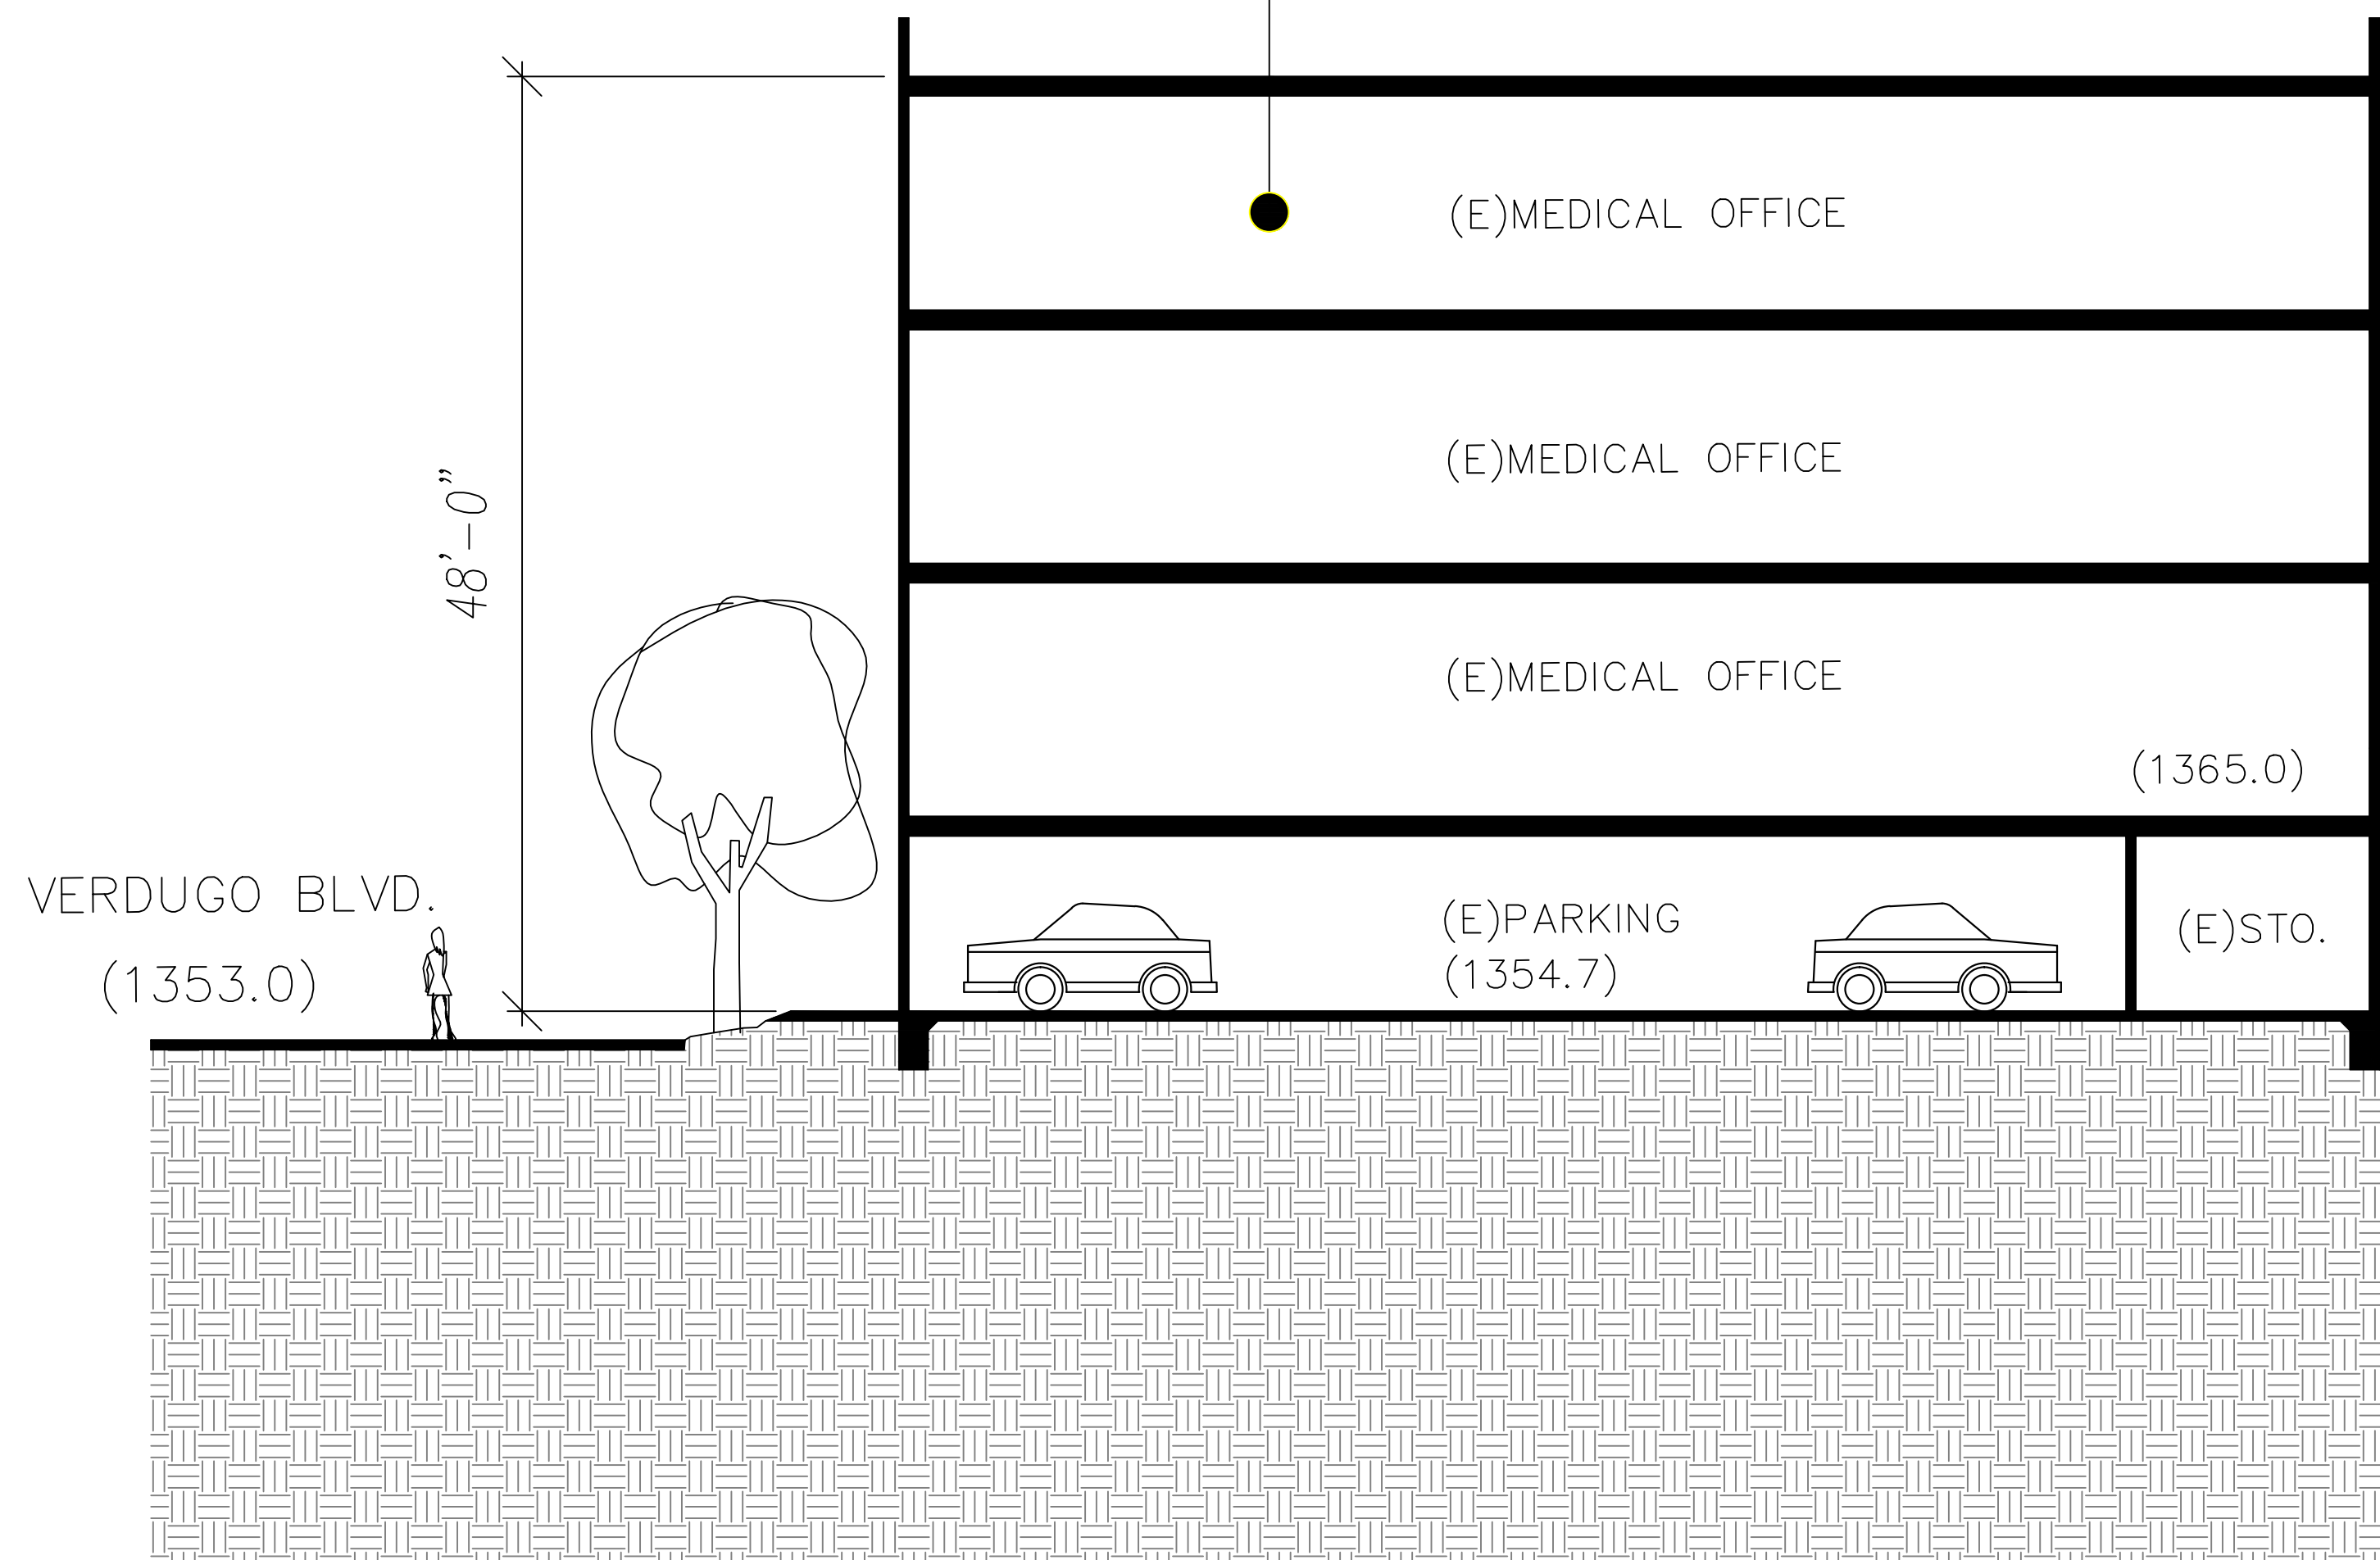 (E)MEDICAL OFFICE
(E)MEDICAL OFFICE
48'-0"
(E)MEDICAL OFFICE
(1365.0)
VERDUGO BLVD.
(1353.0)
(E)PARKING
(1354.7)
(E)STO.